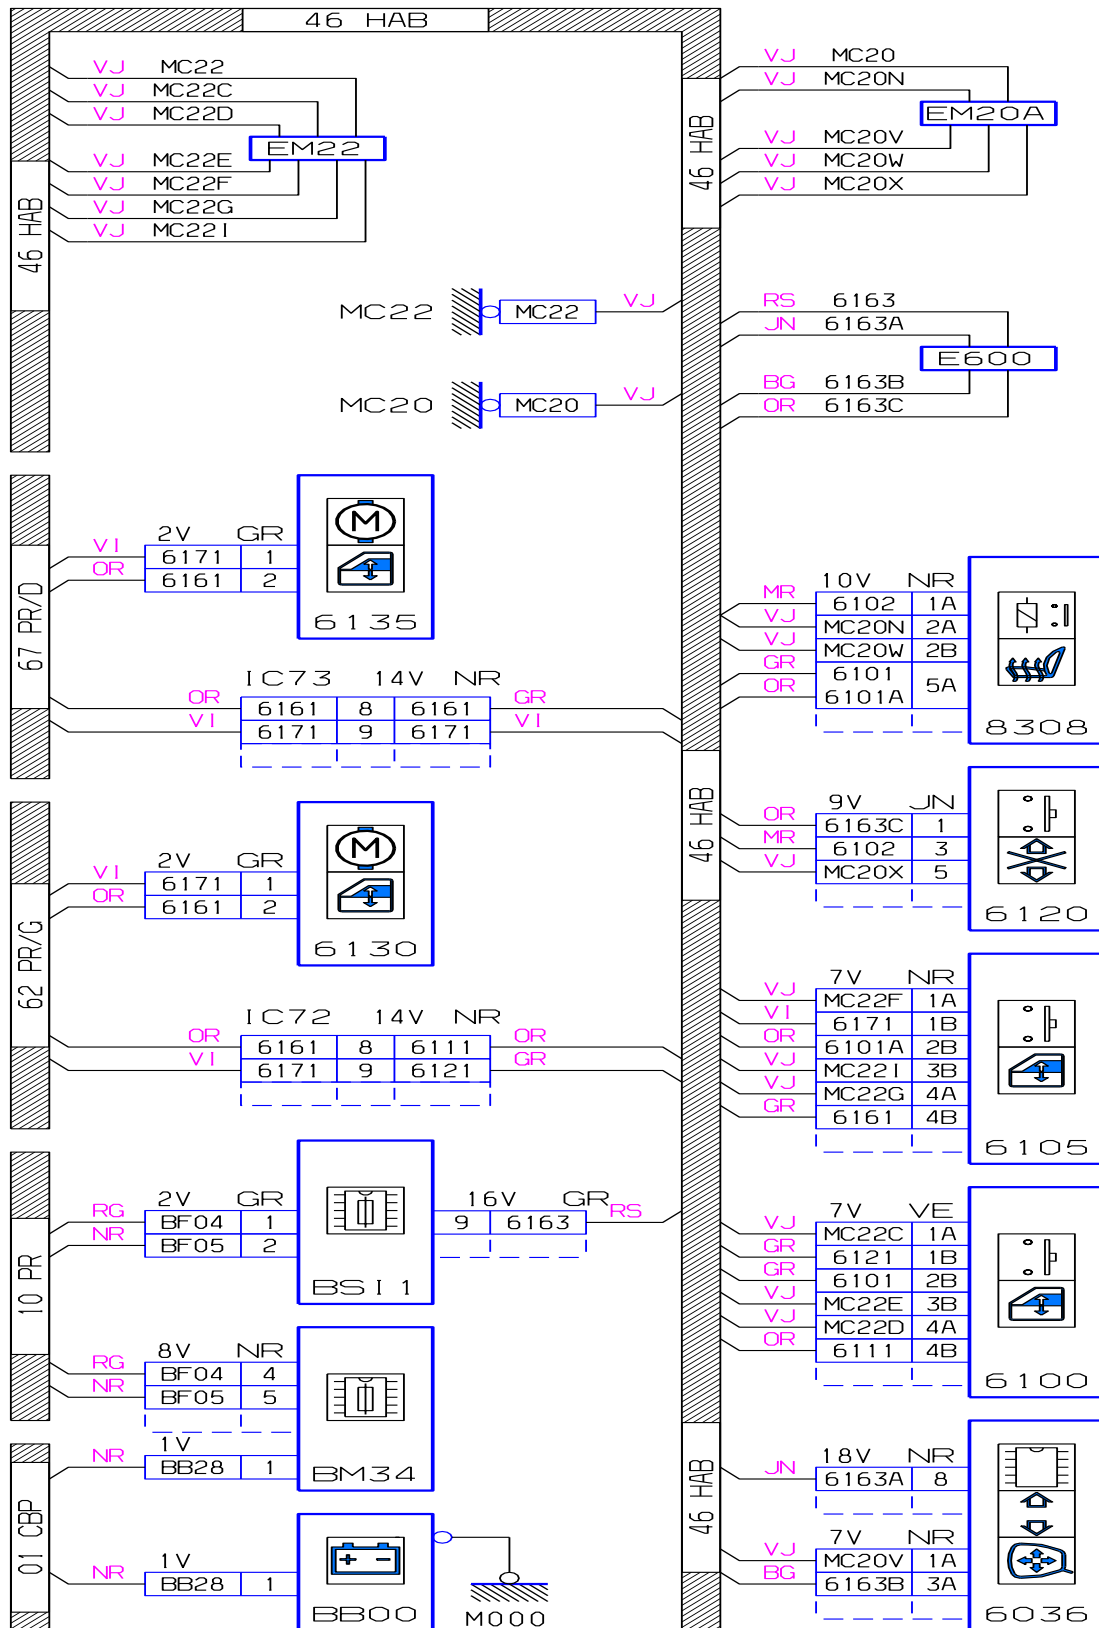 46 HAB
VJ MC22
VJ MC22C
VJ MC22D
EM22
VJ MC22E
VJ MC22F
VJ MC22G
VJ MC22I
46 HAB
VJ MC20
VJ MC20N
EM20A
VJ MC20V
VJ MC20W
VJ MC20X
46 HAB
MC22 MC22 VJ
MC20 MC20 VJ
RS 6163
JN 6163A
E600
BG 6163B
OR 6163C
67 PR/D
2V GR
VI 6171 1
OR 6161 2
M
6135
IC73 14V NR
OR 6161 8 6161 GR
VI 6171 9 6171 VI
62 PR/G
2V GR
VI 6171 1
OR 6161 2
M
6130
IC72 14V NR
OR 6161 8 6111 OR
VI 6171 9 6121 GR
10 PR
2V GR
RG BF04 1
NR BF05 2
BSI1
16V GR
9 6163 RS
8V NR
RG BF04 4
NR BF05 5
1V
NR BB28 1
BM34
01 CBP
1V
NR BB28 1
+ -
BB00
M000
46 HAB
10V NR
MR 6102 1A
VJ MC20N 2A
VJ MC20W 2B
GR 6101 5A
OR 6101A
8308
9V JN
OR 6163C 1
MR 6102 3
VJ MC20X 5
6120
7V NR
VJ MC22F 1A
VI 6171 1B
OR 6101A 2B
VJ MC22I 3B
VJ MC22G 4A
GR 6161 4B
6105
7V VE
VJ MC22C 1A
GR 6121 1B
GR 6101 2B
VJ MC22E 3B
VJ MC22D 4A
OR 6111 4B
6100
46 HAB
18V NR
JN 6163A 8
7V NR
VJ MC20V 1A
BG 6163B 3A
6036